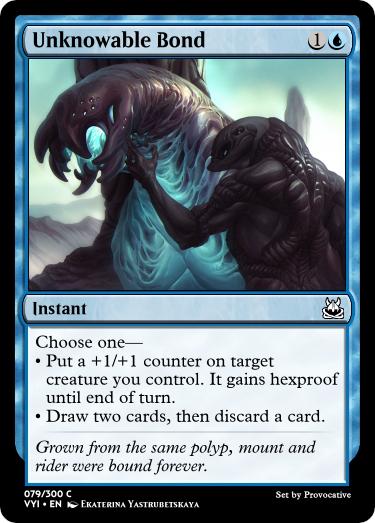 Unknowable Bond 1
Instant
Choose one—
• Put a +1/+1 counter on target
creature you control. It gains hexproof
until end of turn.
• Draw two cards, then discard a card.
Grown from the same polyp, mount and
rider were bound forever.
079/300 C
VYI • EN Ekaterina Yastrubetskaya Set by Provocative